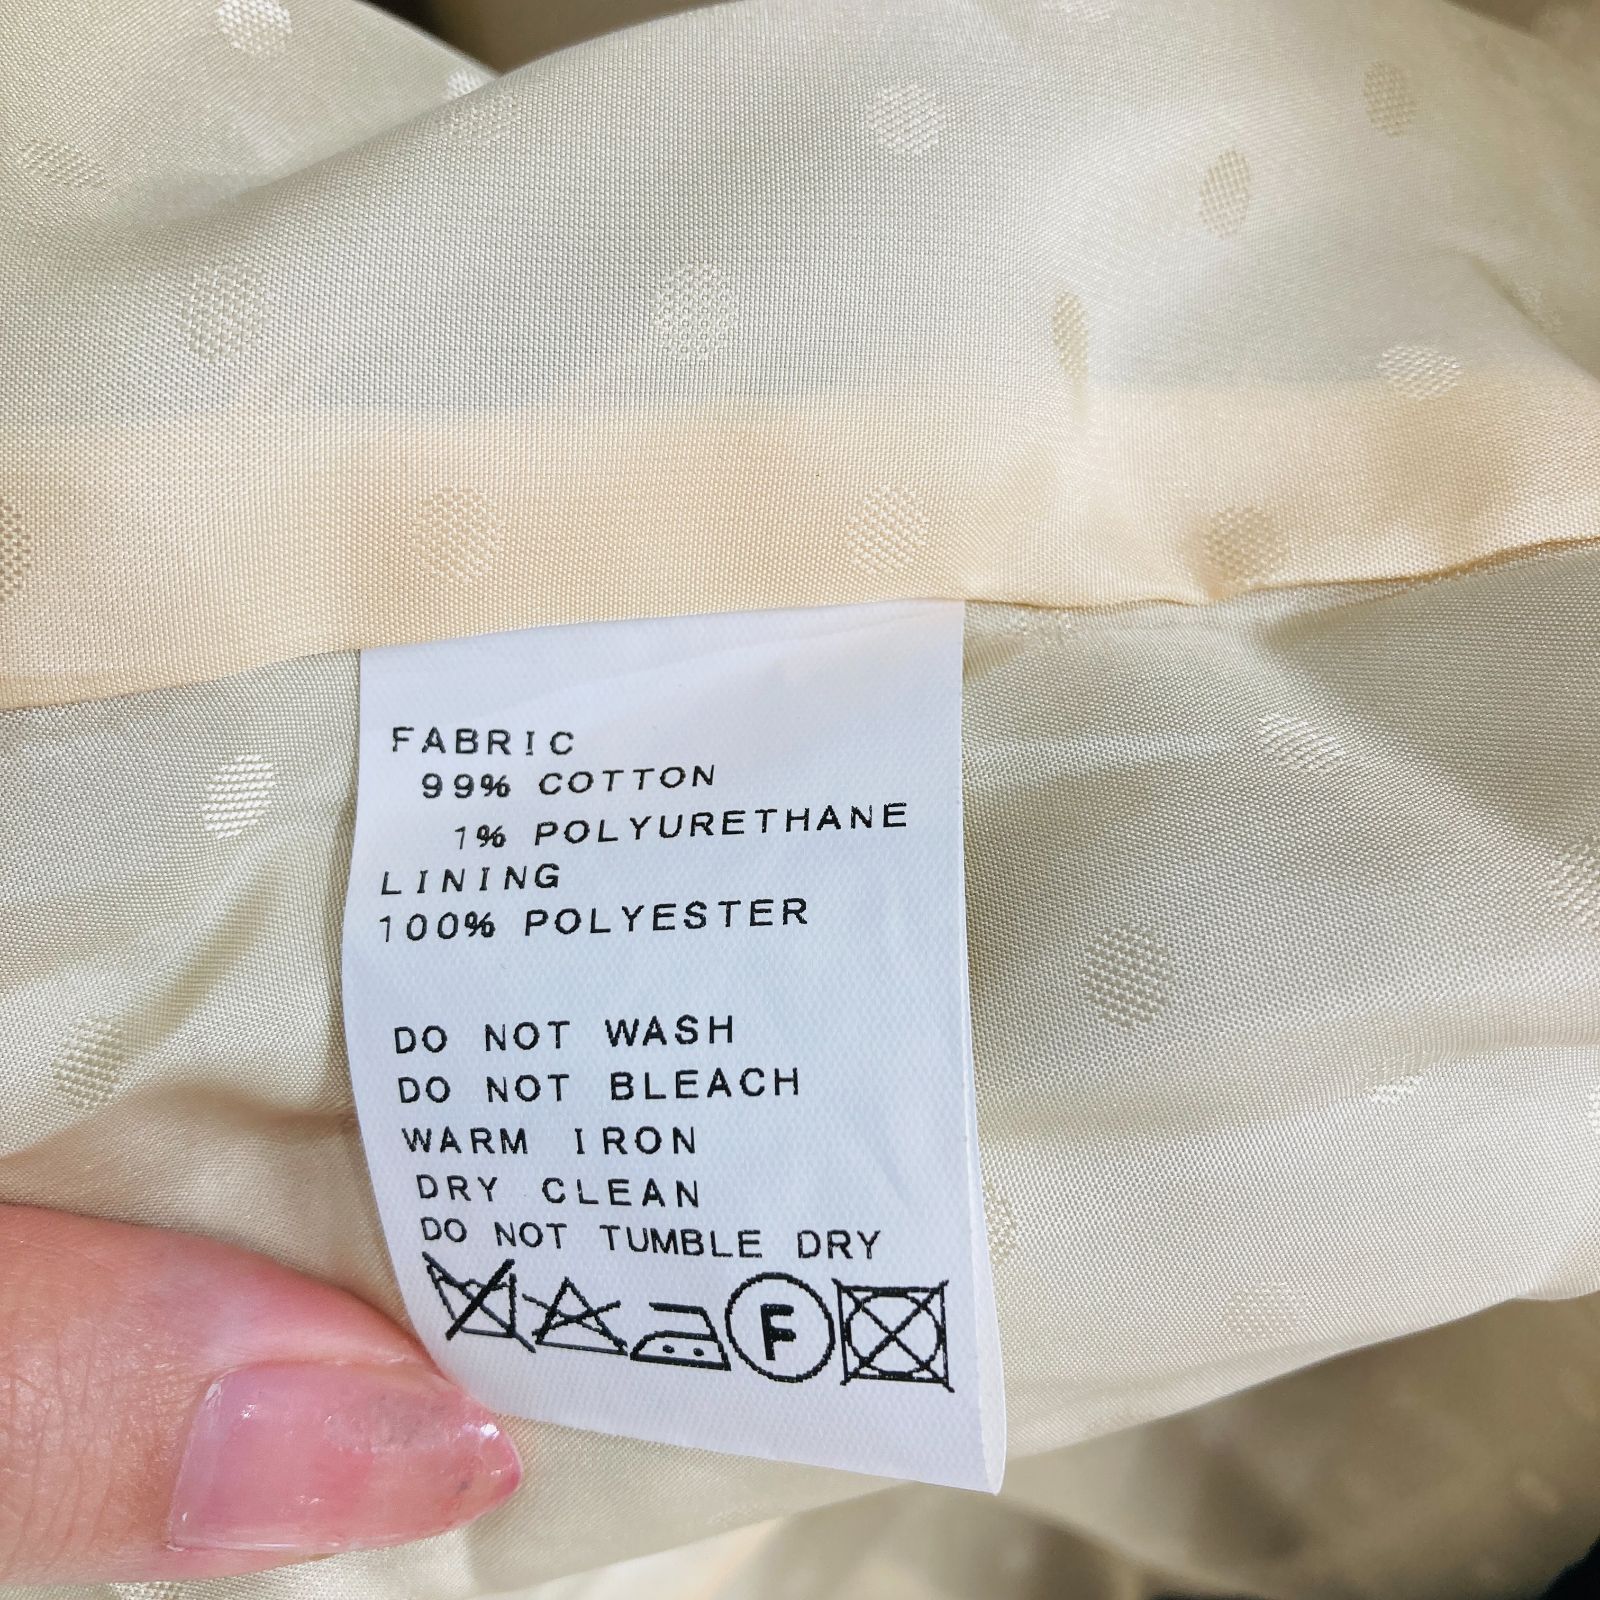 FABRIC
99% COTTON
1% POLYURETHANE
LINING
100% POLYESTER
DO NOT WASH
DO NOT BLEACH
WARM IRON
DRY CLEAN
DO NOT TUMBLE DRY
F